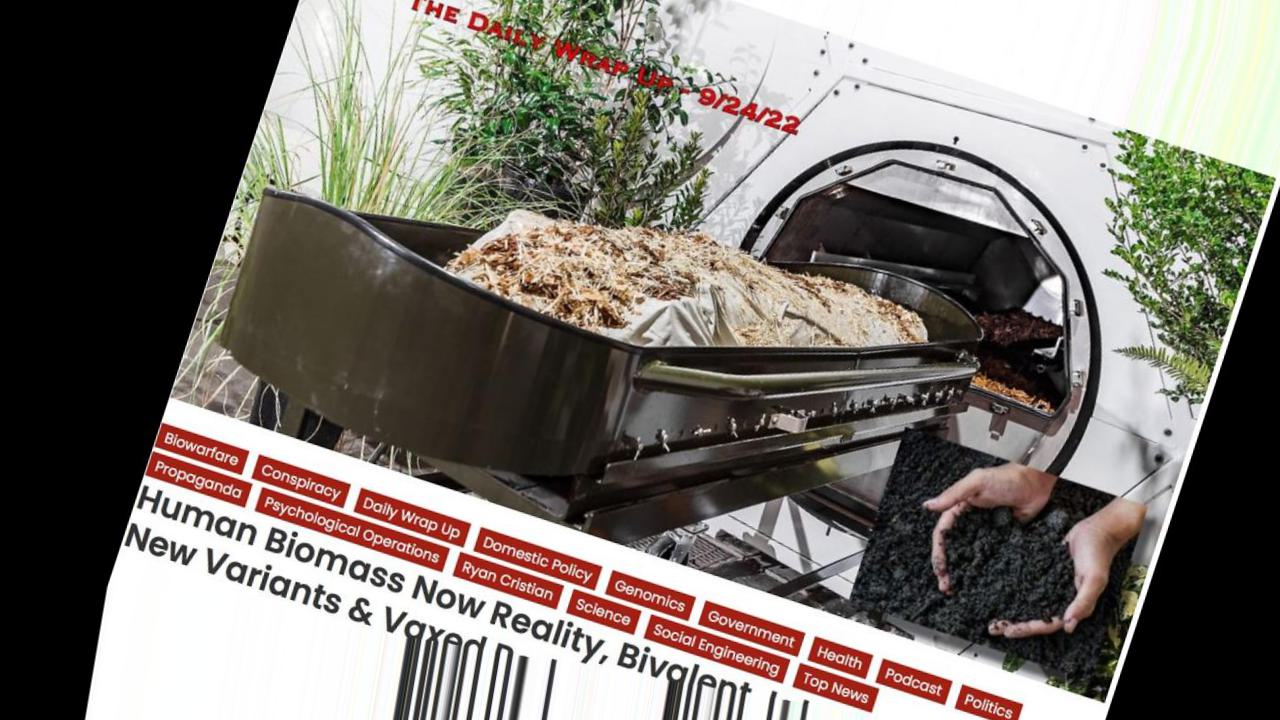 The Daily Wrap Up - 9/24/22
Biowarfare Conspiracy Daily Wrap Up Domestic Policy Genomics Government Health Podcast Politics
Propaganda Psychological Operations Ryan Cristian Science Social Engineering Top News
Human Biomass Now Reality, Bivalent
New Variants & Vaxed